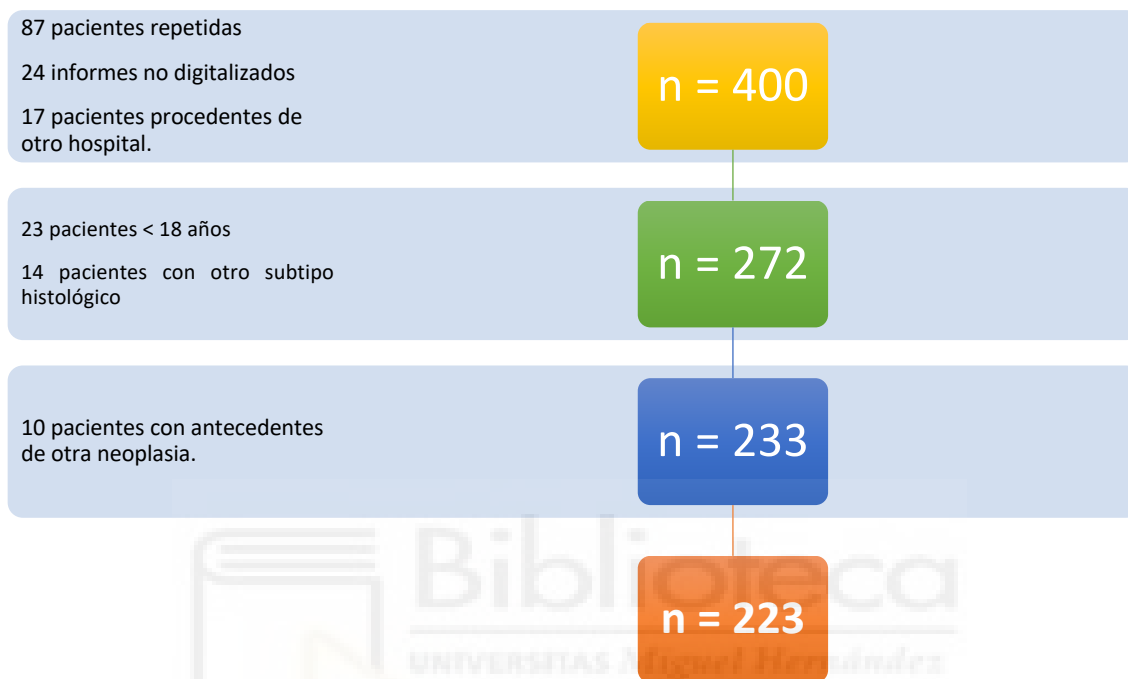 87 pacientes repetidas
24 informes no digitalizados
17 pacientes procedentes de
otro hospital.
n = 400
23 pacientes < 18 años
14 pacientes con otro subtipo
histológico
n = 272
10 pacientes con antecedentes
de otra neoplasia.
n = 233
Biblioteca
UNIVERSITAS Miguel Hernández
n = 223